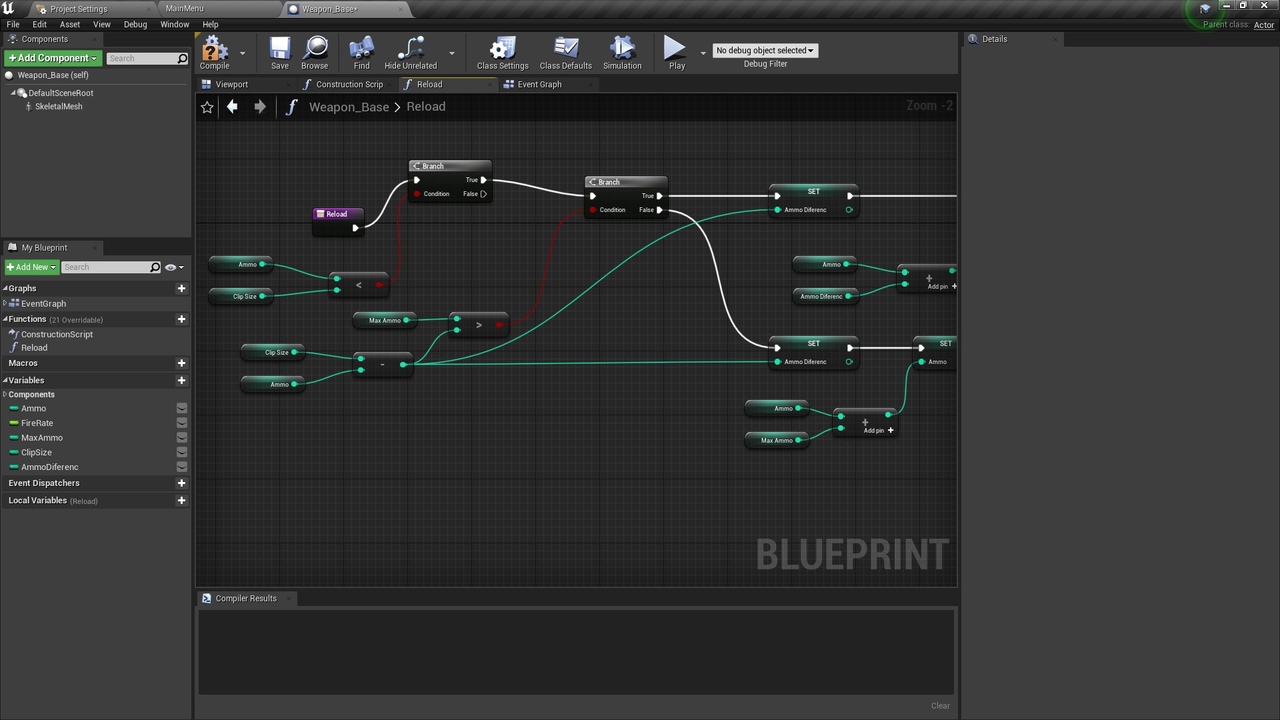 Project Settings
MainMenu
Weapon_Base*
File Edit Asset View Debug Window Help
Parent class: Actor
Components
+ Add Component
Search
Weapon_Base (self)
DefaultSceneRoot
SkeletalMesh
Compile
Save
Browse
Find
Hide Unrelated
Class Settings
Class Defaults
Simulation
Play
No debug object selected
Debug Filter
Details
Viewport
Construction Scrip
Reload
Event Graph
Weapon_Base > Reload
Zoom -2
Branch
True
Condition
False
Branch
True
Condition
False
SET
Ammo Diferenc
Reload
Ammo
Clip Size
<
Max Ammo
>
Clip Size
Ammo
-
Ammo
Ammo Diferenc
+
Add pin +
SET
Ammo Diferenc
SET
Ammo
Ammo
Max Ammo
+
Add pin +
BLUEPRINT
My Blueprint
+ Add New
Search
Graphs
EventGraph
Functions (21 Overridable)
ConstructionScript
Reload
Macros
Variables
Components
Ammo
FireRate
MaxAmmo
ClipSize
AmmoDiferenc
Event Dispatchers
Local Variables (Reload)
Compiler Results
Clear